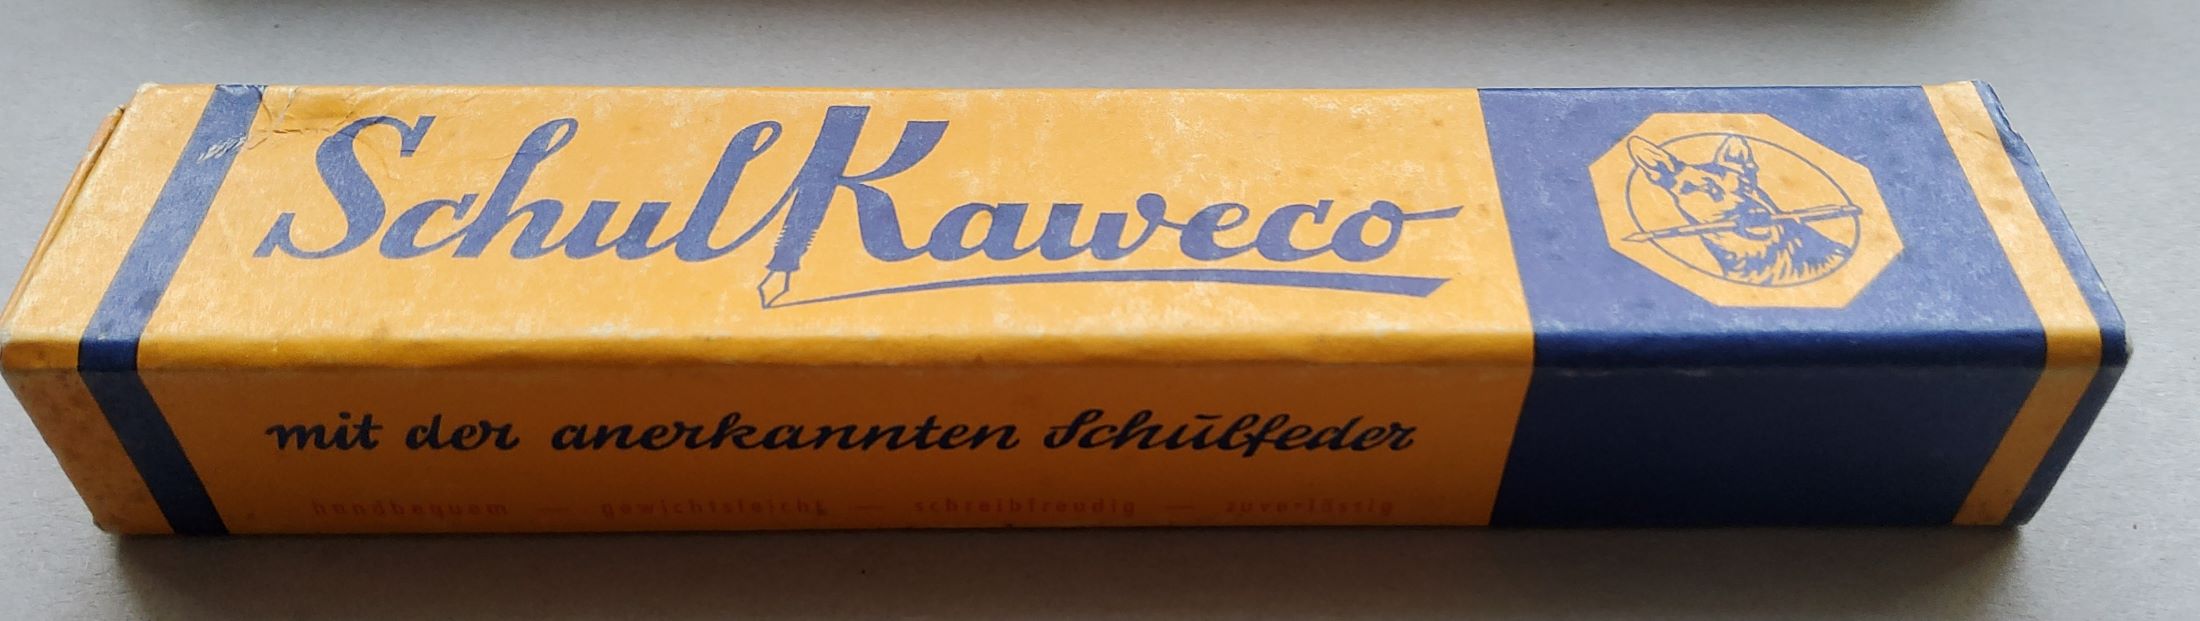 SchulKaweco
mit der anerkannten Schulfeder
handbequem — gewichtsleicht — schreibfreudig — zuverlässig